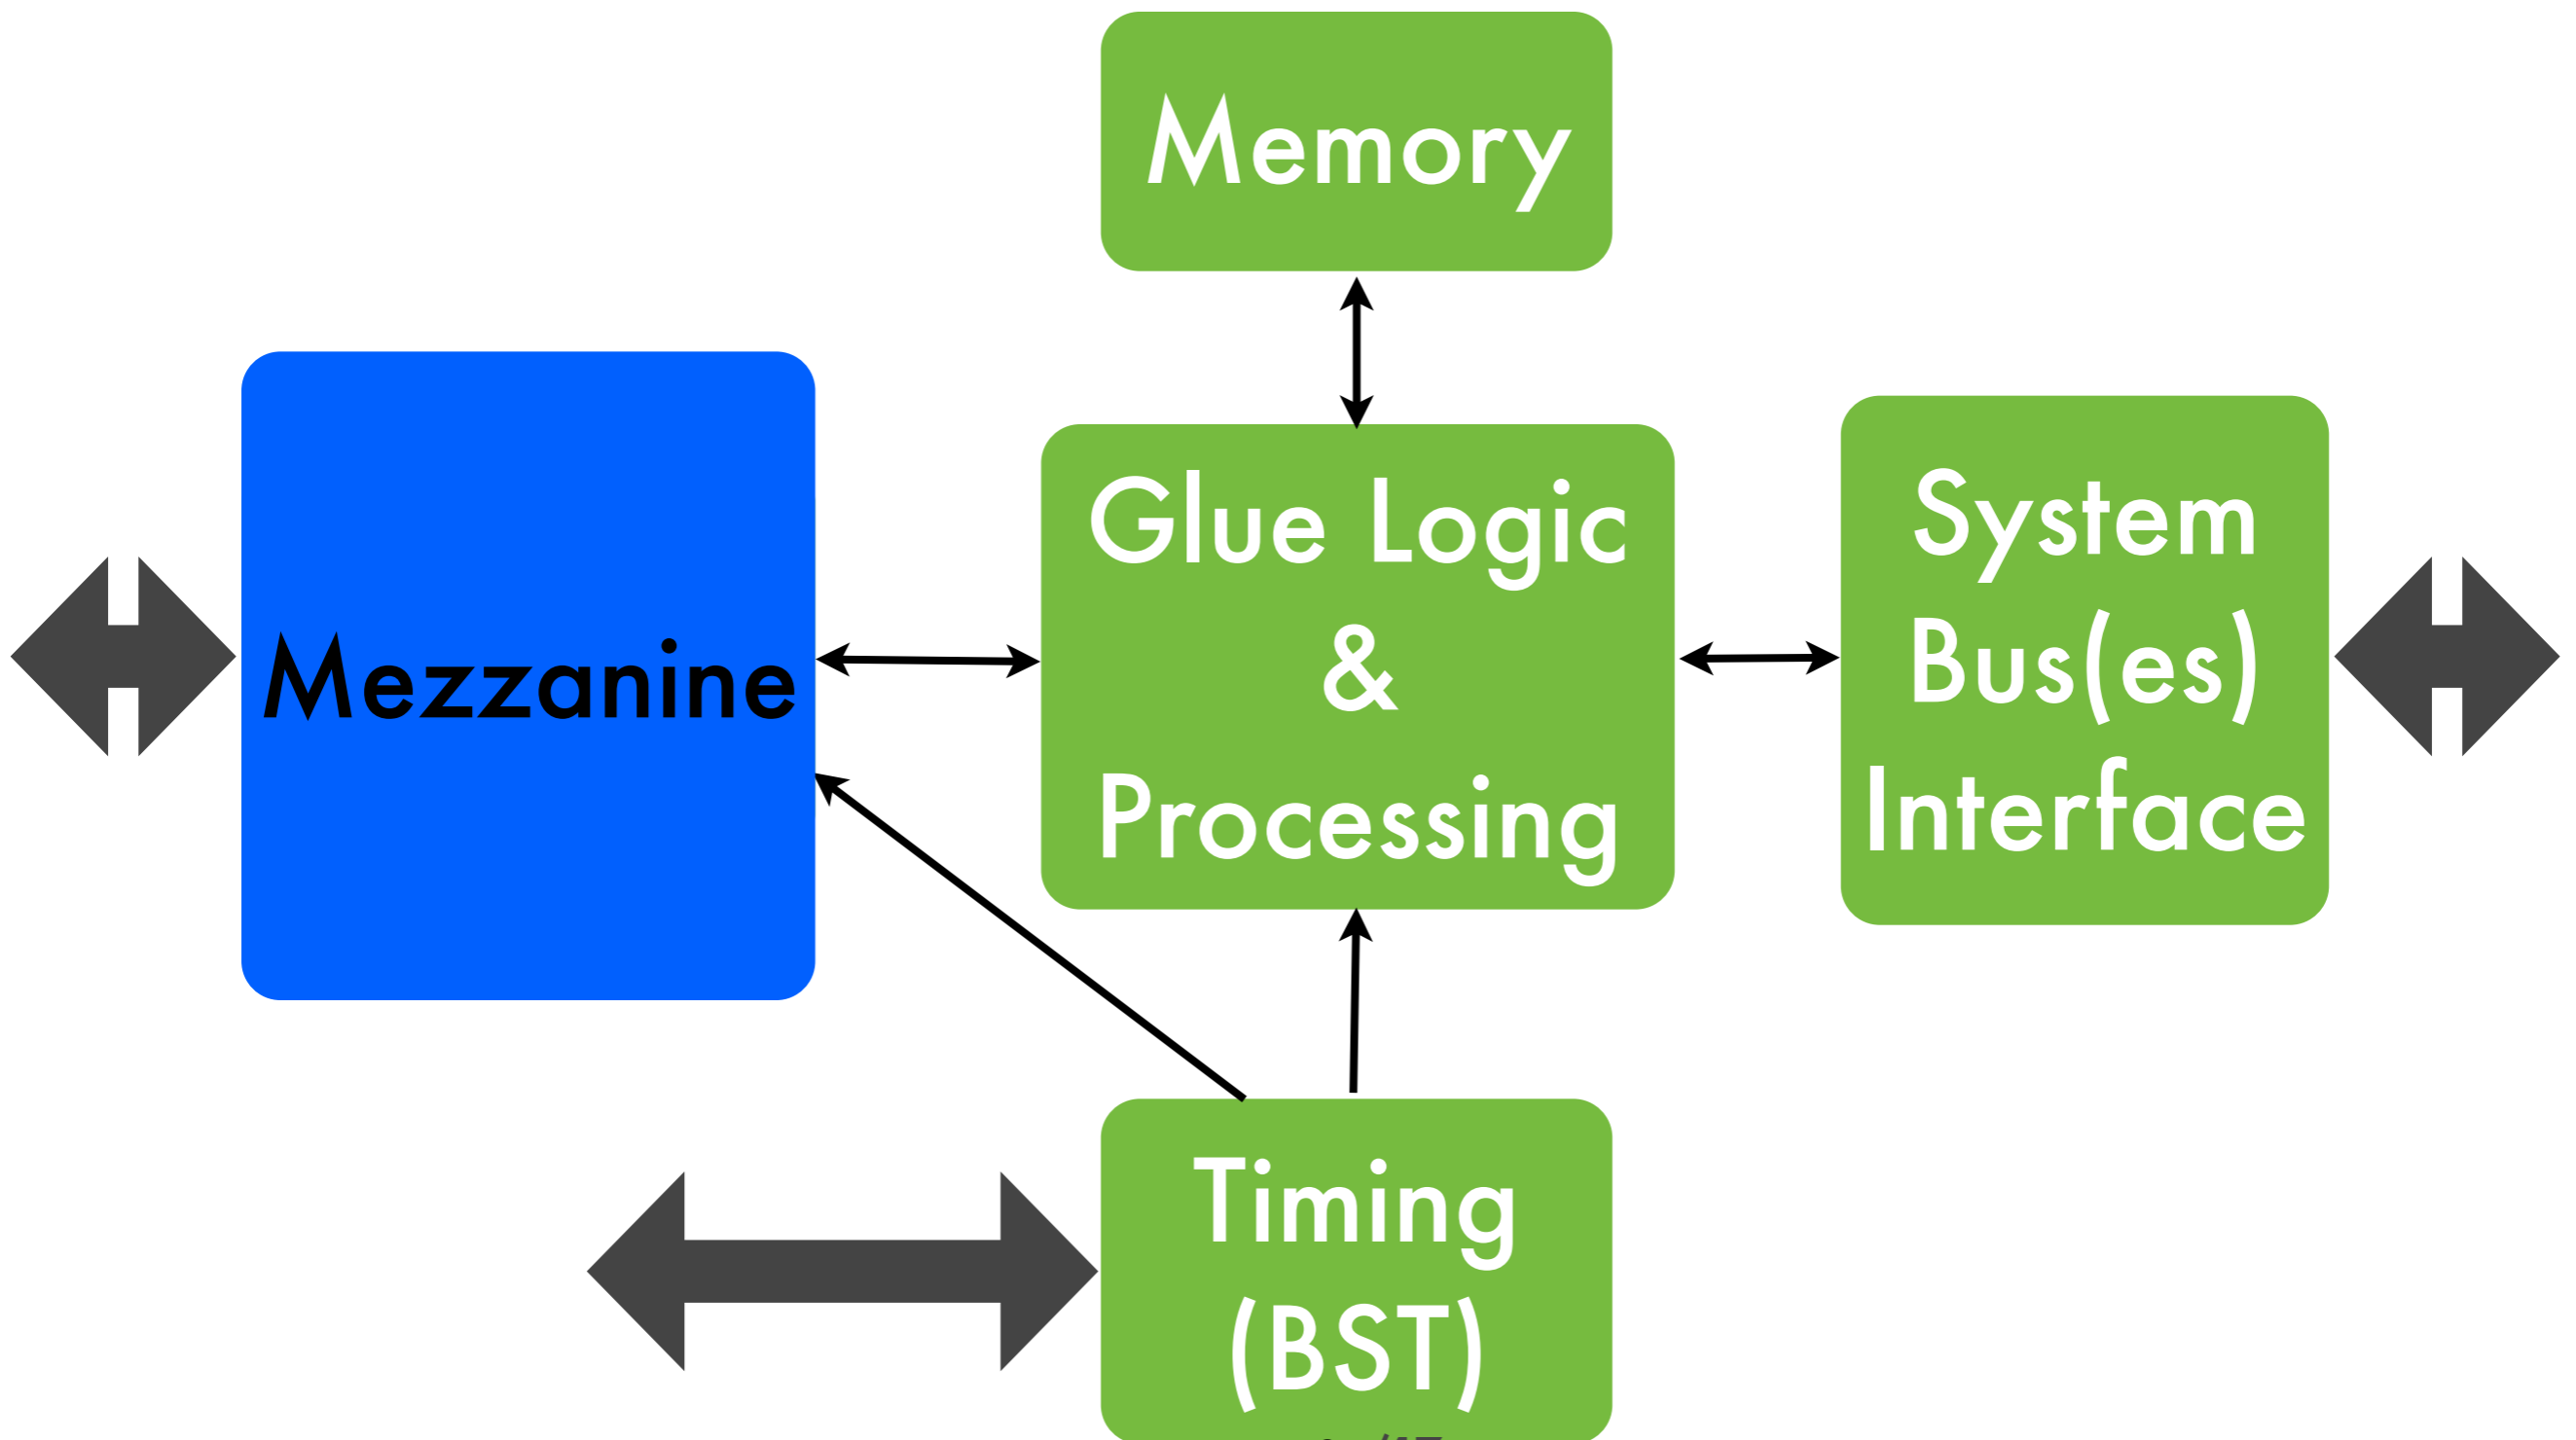 Memory
Mezzanine
Glue Logic
&
Processing
System
Bus(es)
Interface
Timing
(BST)